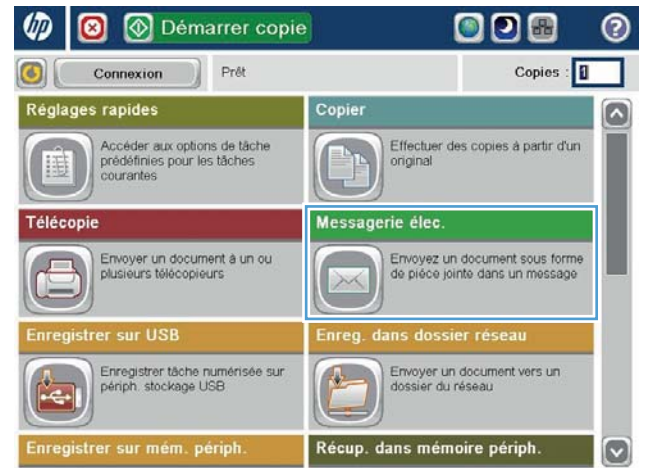 hp
Démarrer copie
?
Connexion
Prêt
Copies : 1
Réglages rapides
Accéder aux options de tâche
prédéfinies pour les tâches
courantes
Copier
Effectuer des copies à partir d'un
original
Télécopie
Envoyer un document à un ou
plusieurs télécopieurs
Messagerie élec.
Envoyez un document sous forme
de pièce jointe dans un message
Enregistrer sur USB
Enregistrer tâche numérisée sur
périph. stockage USB
Enreg. dans dossier réseau
Envoyer un document vers un
dossier du réseau
Enregistrer sur mém. périph.
Récup. dans mémoire périph.